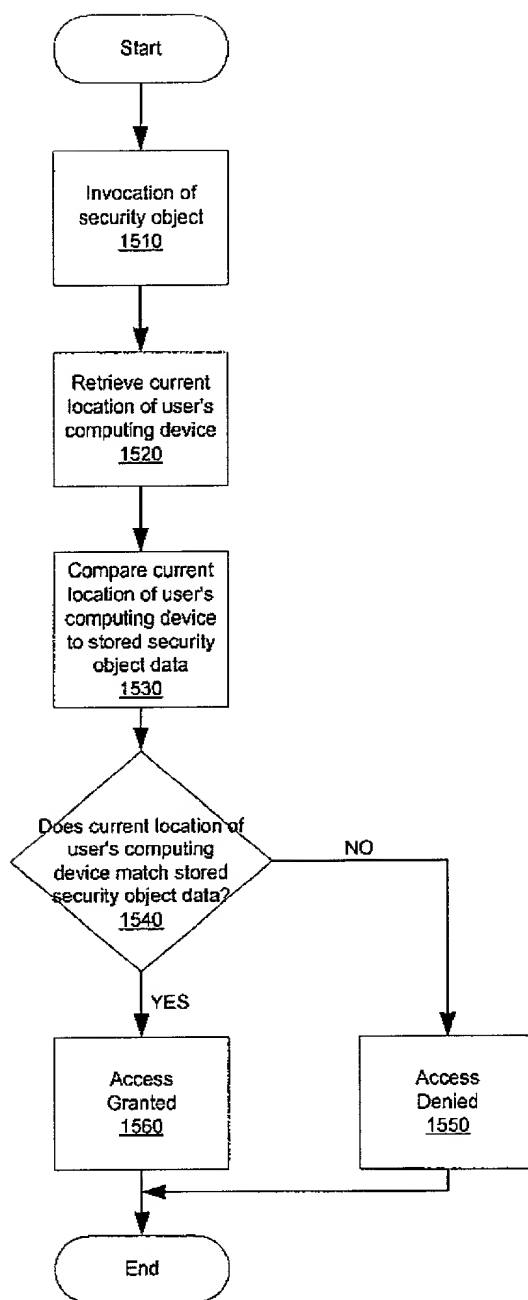 Start
Invocation of
security object
1510
Retrieve current
location of user's
computing device
1520
Compare current
location of user's
computing device
to stored security
object data
1530
Does current location of
user's computing
device match stored
security object data?
1540
NO
YES
Access
Granted
1560
Access
Denied
1550
End